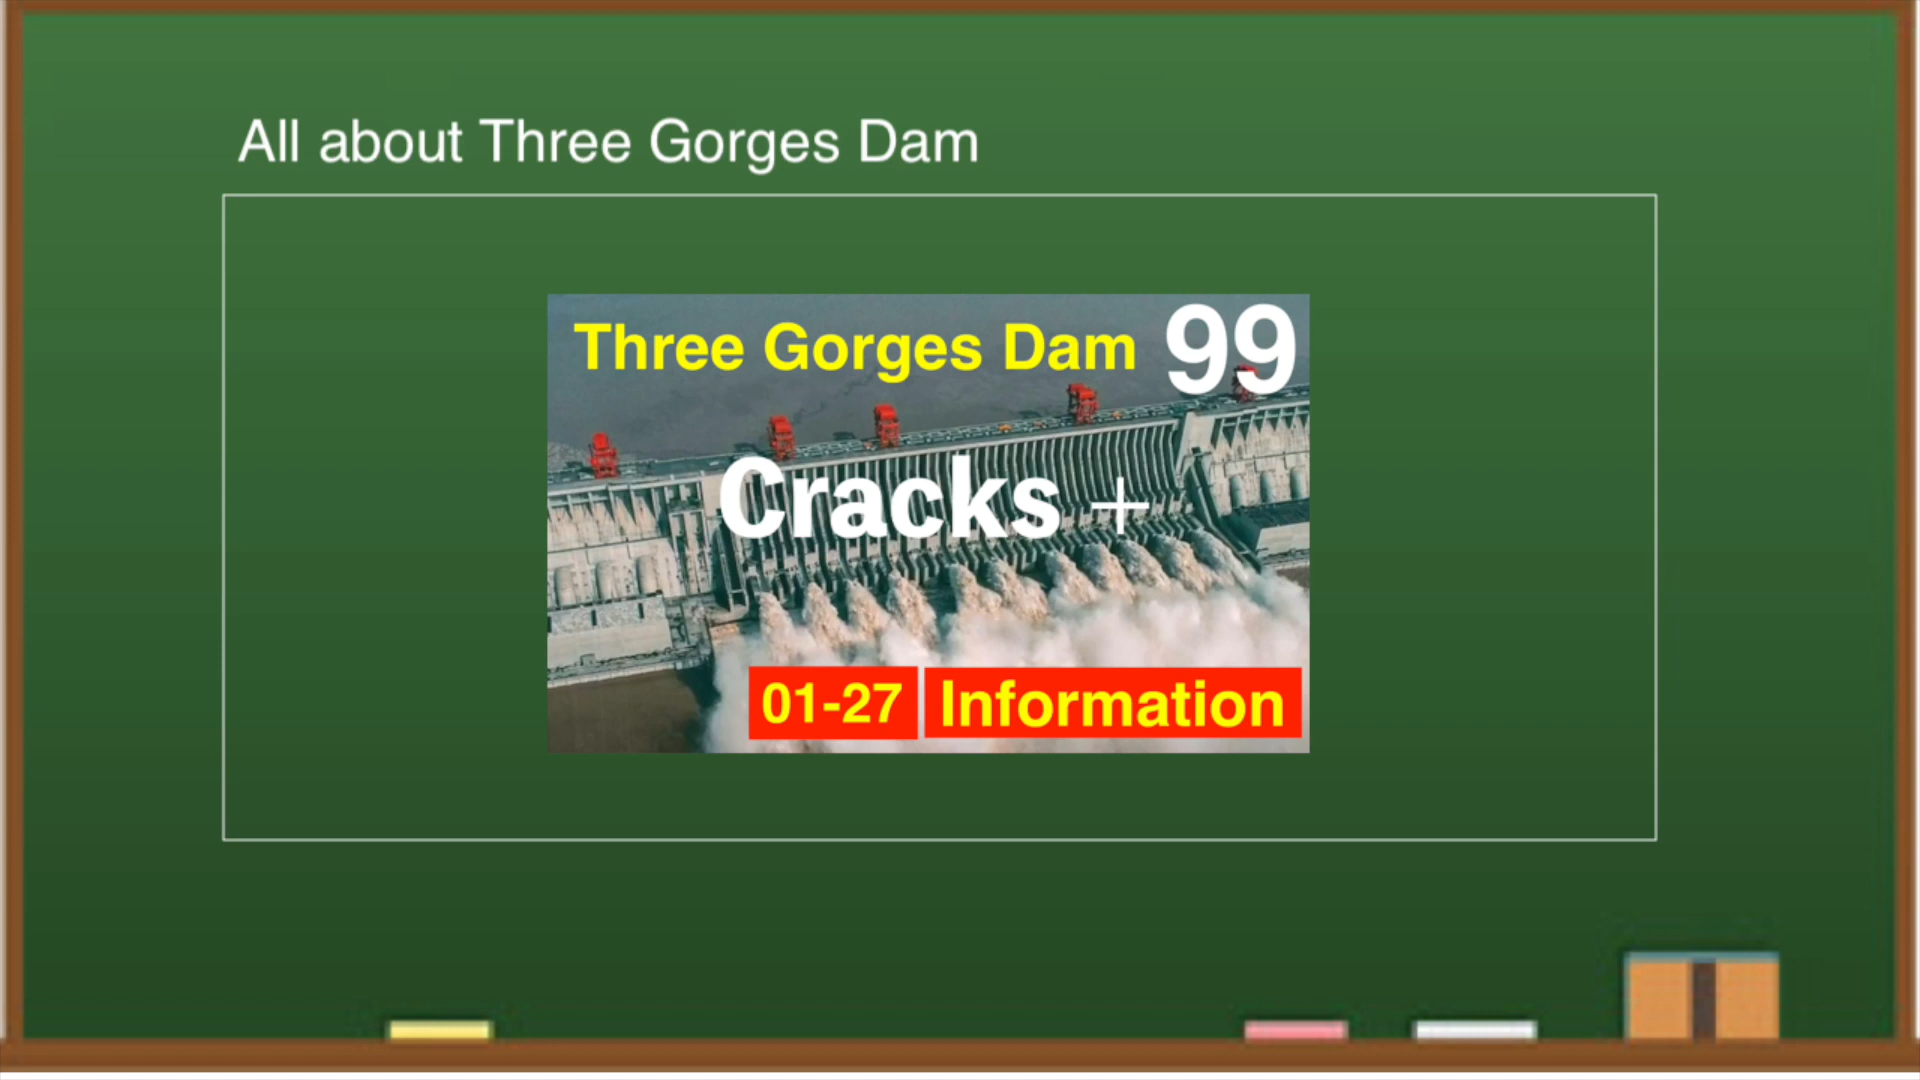 All about Three Gorges Dam
Three Gorges Dam 99
Cracks +
01-27 Information